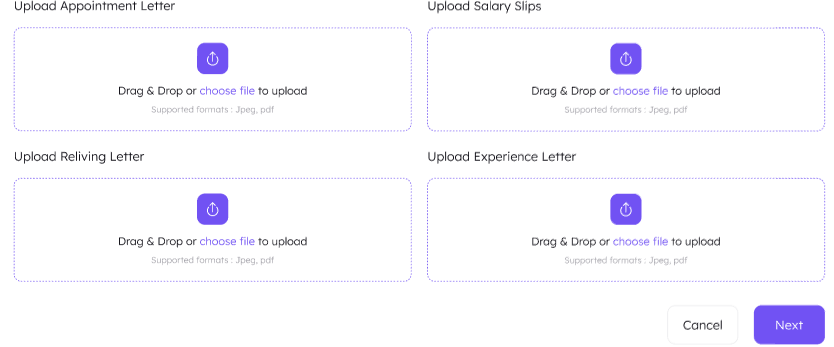 Upload Appointment Letter
Upload Salary Slips
Drag & Drop or choose file to upload
Supported formats : Jpeg, pdf
Drag & Drop or choose file to upload
Supported formats : Jpeg, pdf
Upload Reliving Letter
Upload Experience Letter
Drag & Drop or choose file to upload
Supported formats : Jpeg, pdf
Drag & Drop or choose file to upload
Supported formats : Jpeg, pdf
Cancel
Next